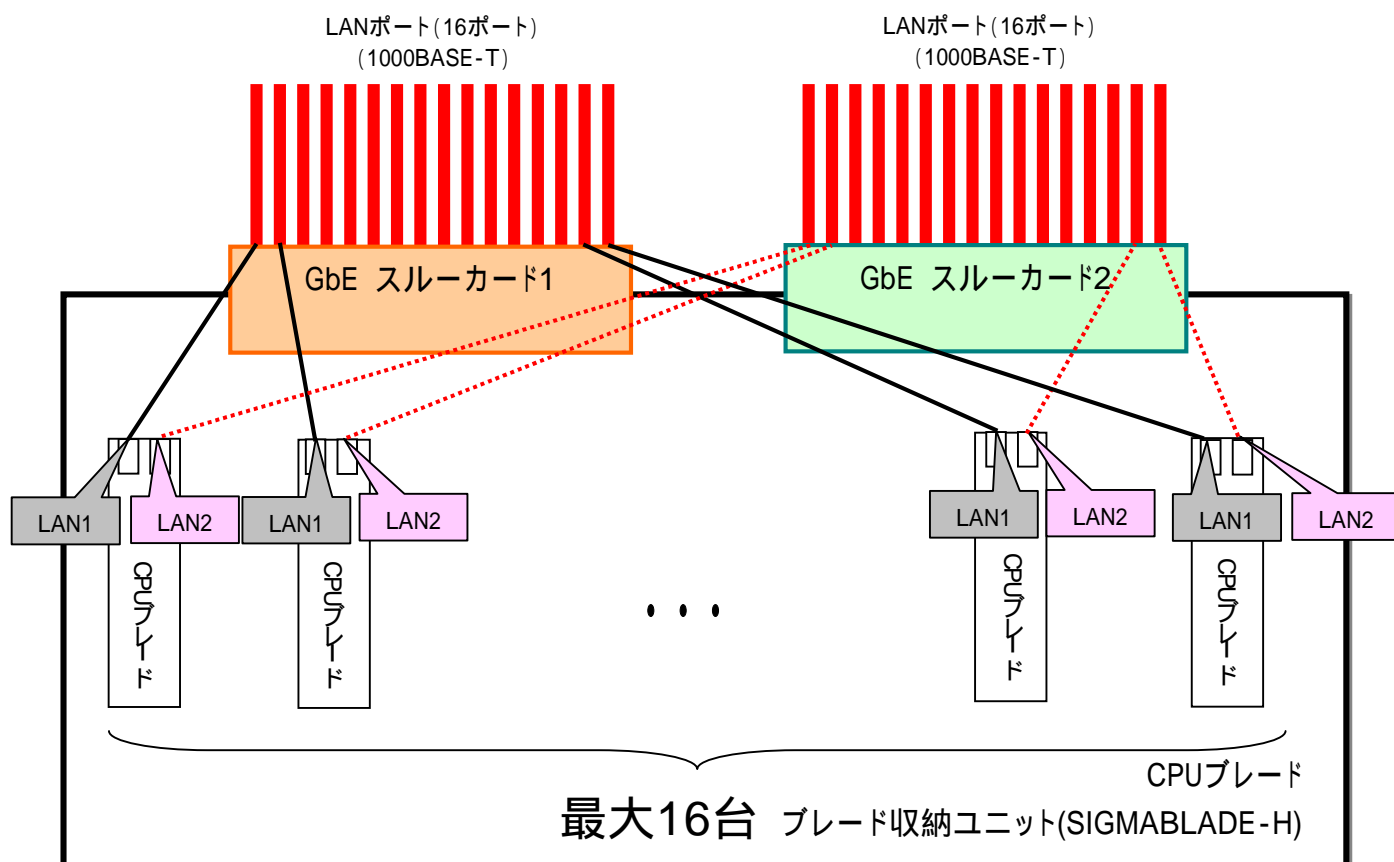 LANポート(16ポート)
(1000BASE-T)
LANポート(16ポート)
(1000BASE-T)
GbE スルーカード1
GbE スルーカード2
LAN1
LAN2
LAN1
LAN2
LAN1
LAN2
LAN1
LAN2
CPUブレード
CPUブレード
CPUブレード
CPUブレード
・・・
CPUブレード
最大16台 ブレード収納ユニット(SIGMABLADE-H)